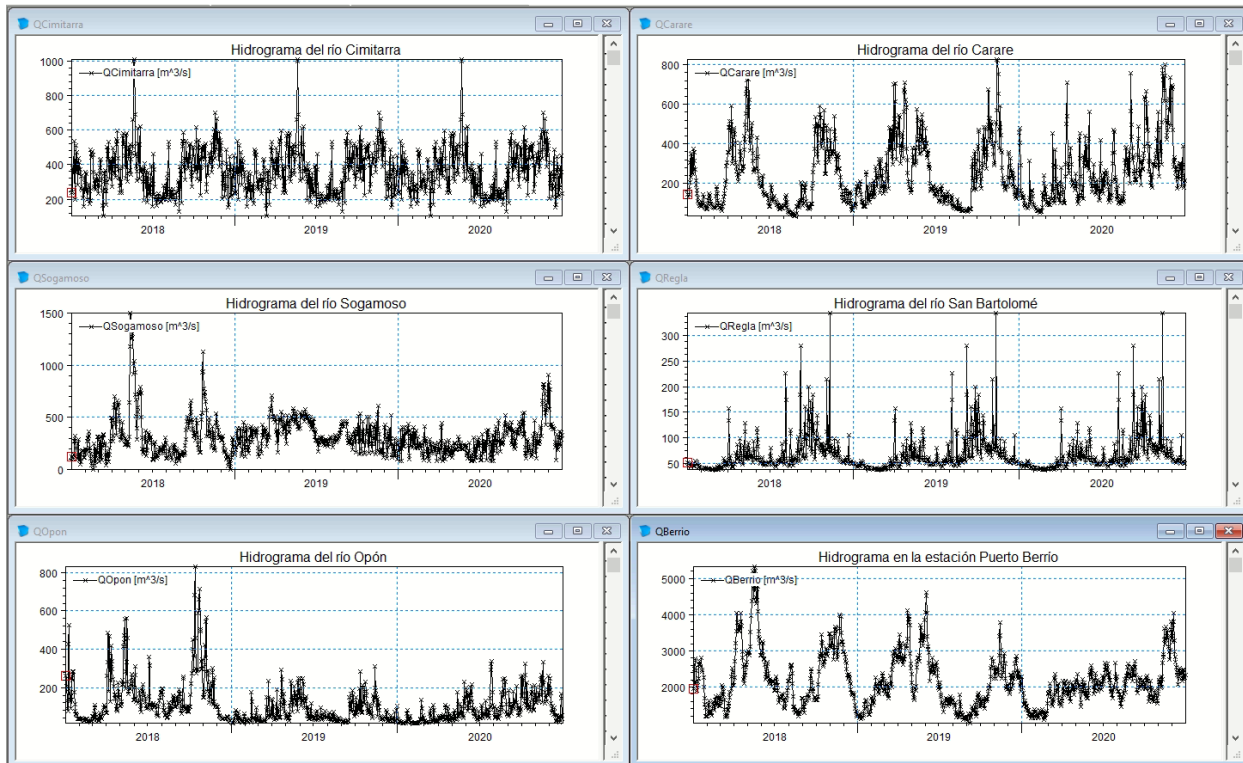 QCimitarra
Hidrograma del río Cimitarra
QCimitarra [m^3/s]
1000
800
600
400
200
2018 2019 2020
QCarare
Hidrograma del río Carare
QCarare [m^3/s]
800
600
400
200
2018 2019 2020
QSogamoso
Hidrograma del río Sogamoso
QSogamoso [m^3/s]
1500
1000
500
0
2018 2019 2020
QRegla
Hidrograma del río San Bartolomé
QRegla [m^3/s]
300
250
200
150
100
50
2018 2019 2020
QOpon
Hidrograma del río Opón
QOpon [m^3/s]
800
600
400
200
2018 2019 2020
QBerrio
Hidrograma en la estación Puerto Berrío
QBerrio [m^3/s]
5000
4000
3000
2000
2018 2019 2020